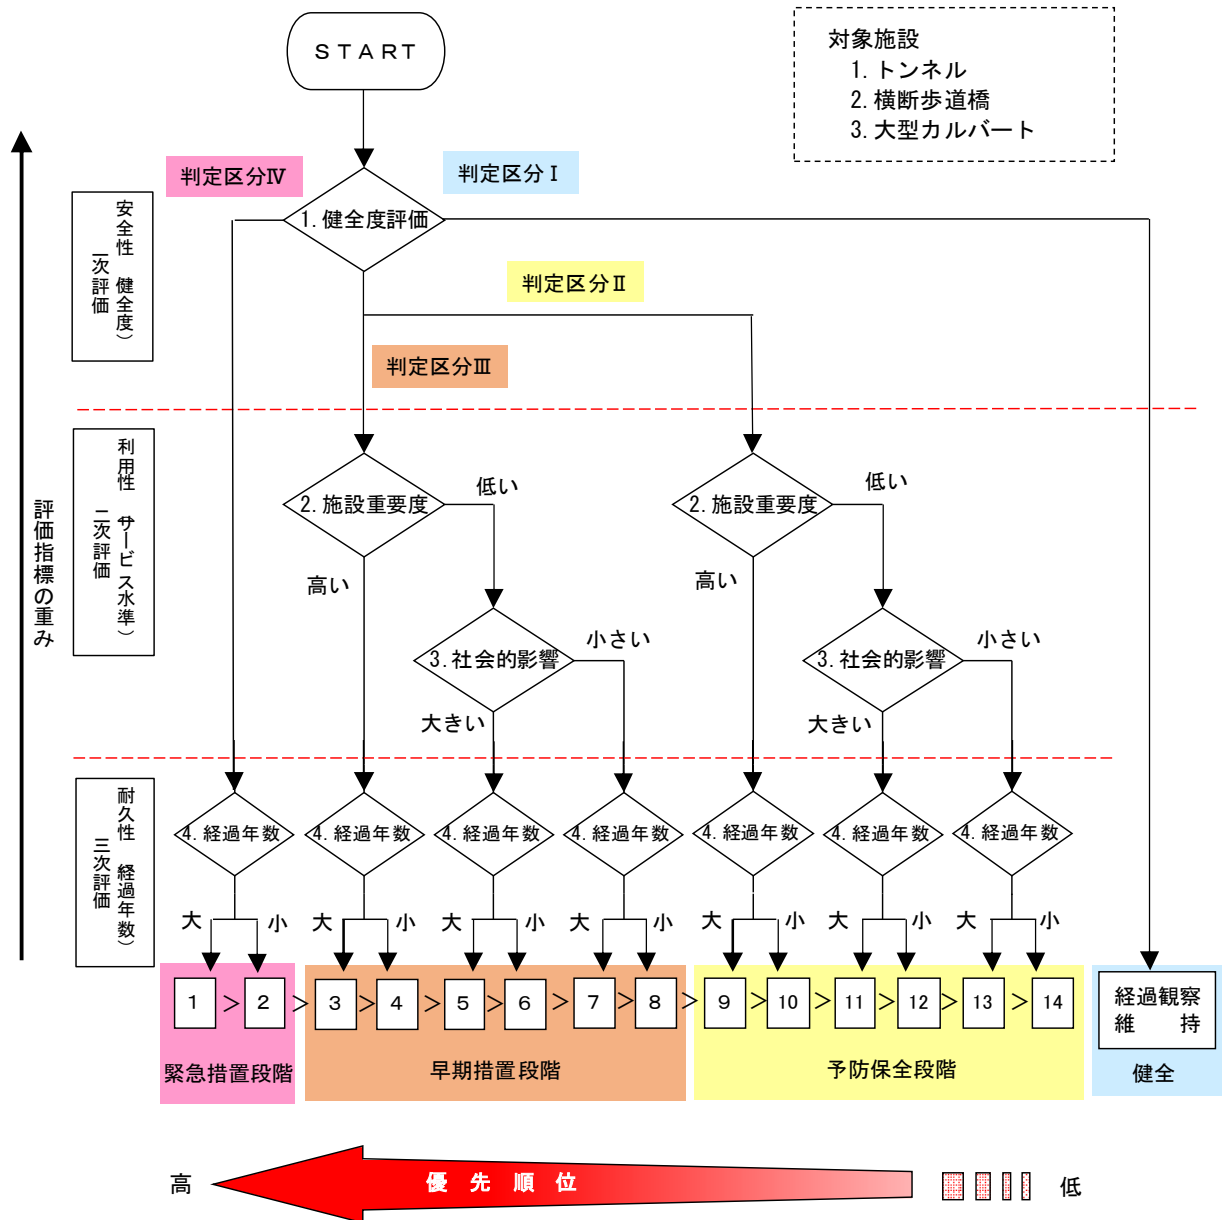 START
対象施設
1.トンネル
2.横断歩道橋
3.大型カルバート
判定区分Ⅳ
判定区分Ⅰ
1.健全度評価
安全性 健全度）
一次評価
判定区分Ⅱ
判定区分Ⅲ
評価指標の重み
利用性 サービス水準）
二次評価
2.施設重要度
低い
高い
2.施設重要度
低い
高い
3.社会的影響
小さい
大きい
3.社会的影響
小さい
大きい
耐久性 経過年数）
三次評価
4.経過年数
4.経過年数
4.経過年数
4.経過年数
4.経過年数
4.経過年数
4.経過年数
大 小 大 小 大 小 大 小 大 小 大 小 大 小
1 > 2 > 3 > 4 > 5 > 6 > 7 > 8 > 9 > 10 > 11 > 12 > 13 > 14
経過観察
維 持
緊急措置段階
早期措置段階
予防保全段階
健全
高 優先順位 低